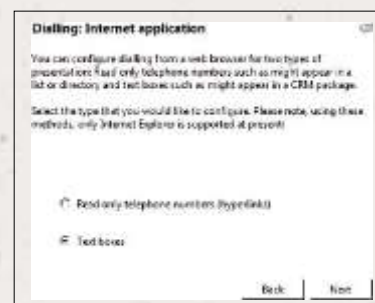 Dialling: Internet application
You can configure dialling from a web browser for two types of
presentation: Read only telephone numbers such as might appear in a
list or directory, and text boxes such as might appear in a CRM package.
Select the type that you would like to configure. Please note, using these
methods, only Internet Explorer is supported at present!
Read only telephone numbers (hyperlinks)
Text boxes
Back Next